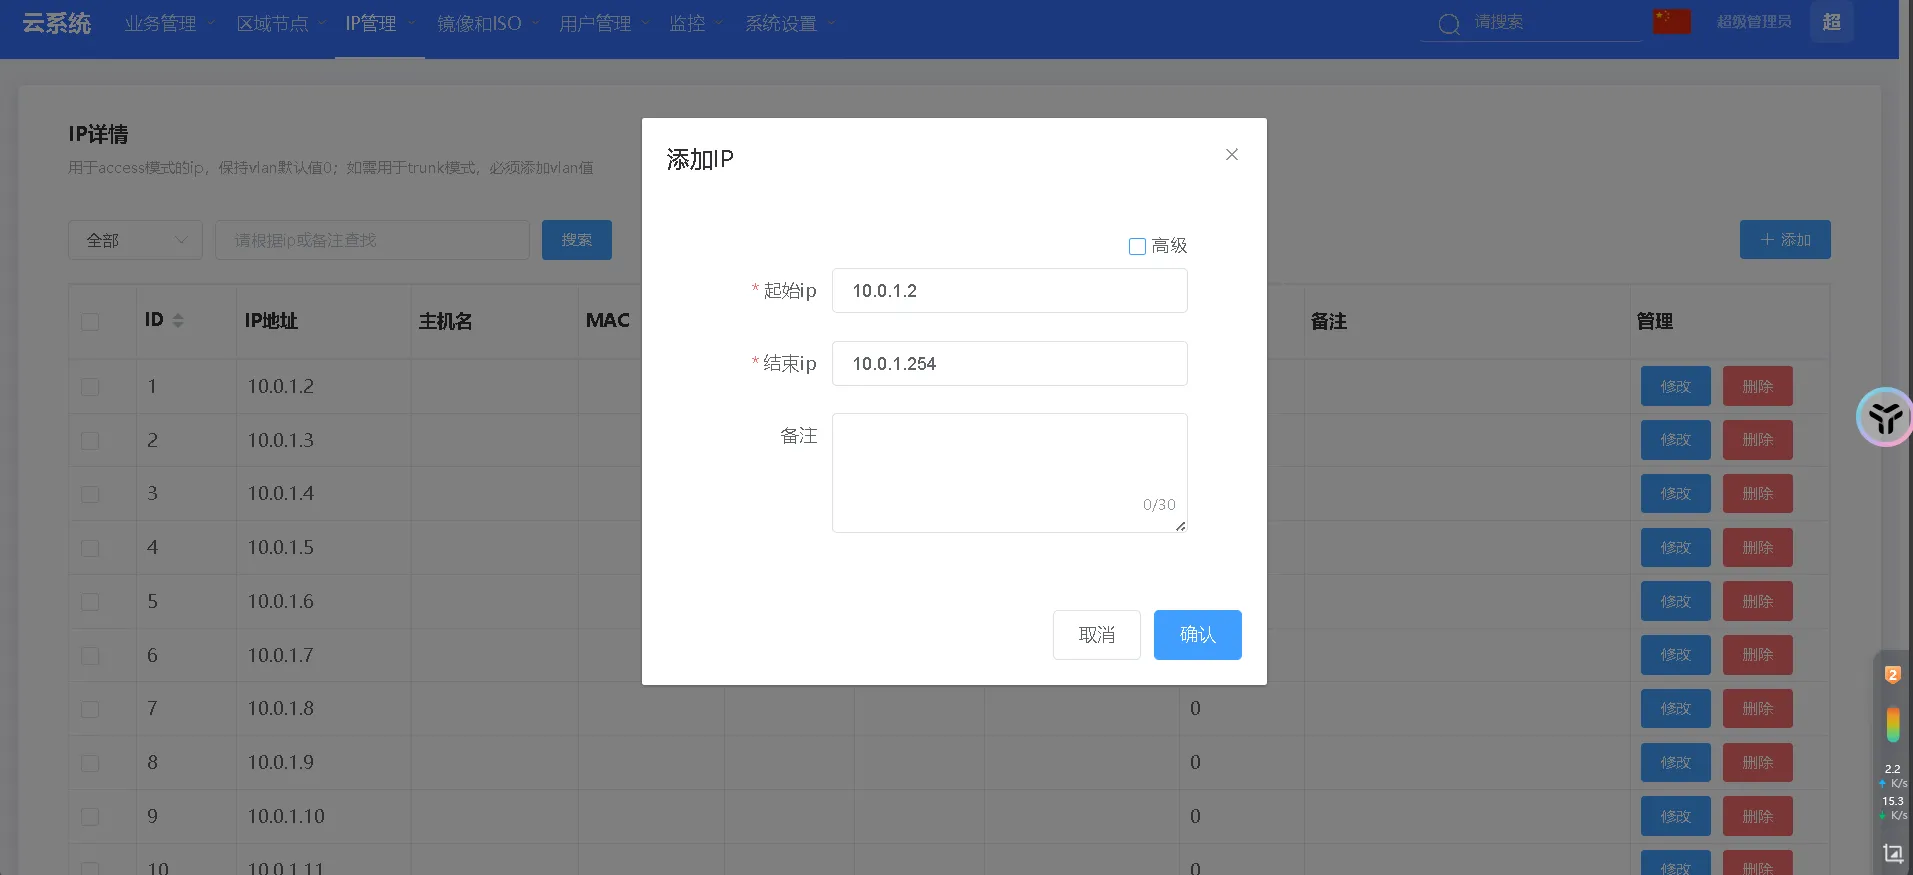 云系统 业务管理 区域节点 IP管理 镜像和ISO 用户管理 监控 系统设置 请搜索 超级管理员 超
IP详情
用于access模式的ip，保持vlan默认值0；如需用于trunk模式，必须添加vlan值
全部 请根据ip或备注查找 搜索 + 添加
添加IP
高级
* 起始ip 10.0.1.2
* 结束ip 10.0.1.254
备注
0/30
取消 确认
ID IP地址 主机名 MAC 备注 管理
1 10.0.1.2 修改 删除
2 10.0.1.3 修改 删除
3 10.0.1.4 修改 删除
4 10.0.1.5 修改 删除
5 10.0.1.6 修改 删除
6 10.0.1.7 修改 删除
7 10.0.1.8 0 修改 删除
8 10.0.1.9 0 修改 删除
9 10.0.1.10 0 修改 删除
10 10.0.1.11 0 修改 删除
2
2.2
K/s
15.3
K/s